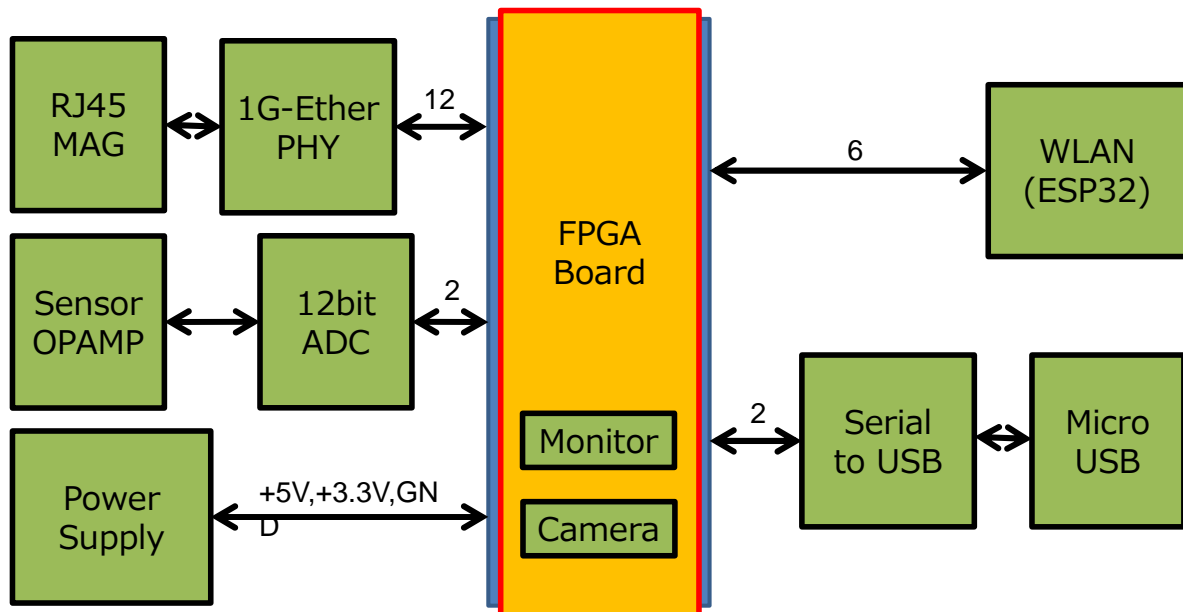 RJ45
MAG
1G-Ether
PHY
12
FPGA
Board
6
WLAN
(ESP32)
Sensor
OPAMP
12bit
ADC
2
Monitor
Camera
2
Serial
to USB
Micro
USB
Power
Supply
+5V,+3.3V,GN
D